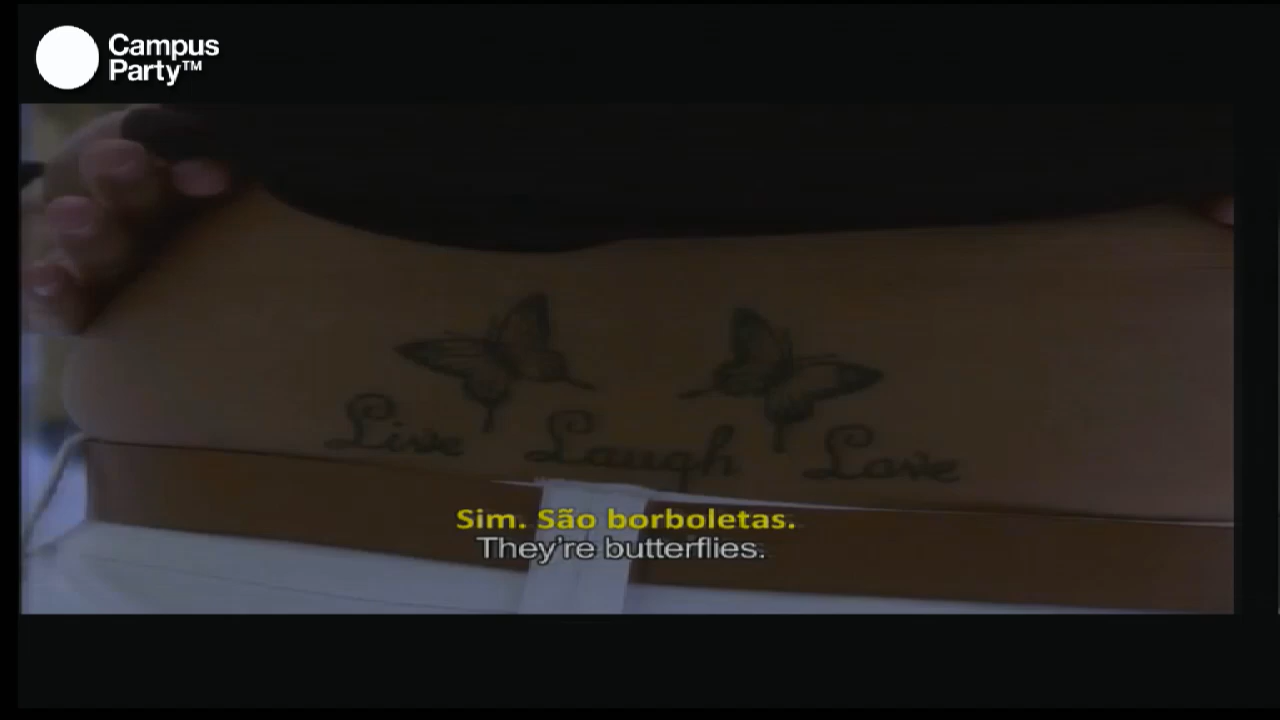 Campus
Party™
Live Laugh Love
Sim. São borboletas.
They're butterflies.